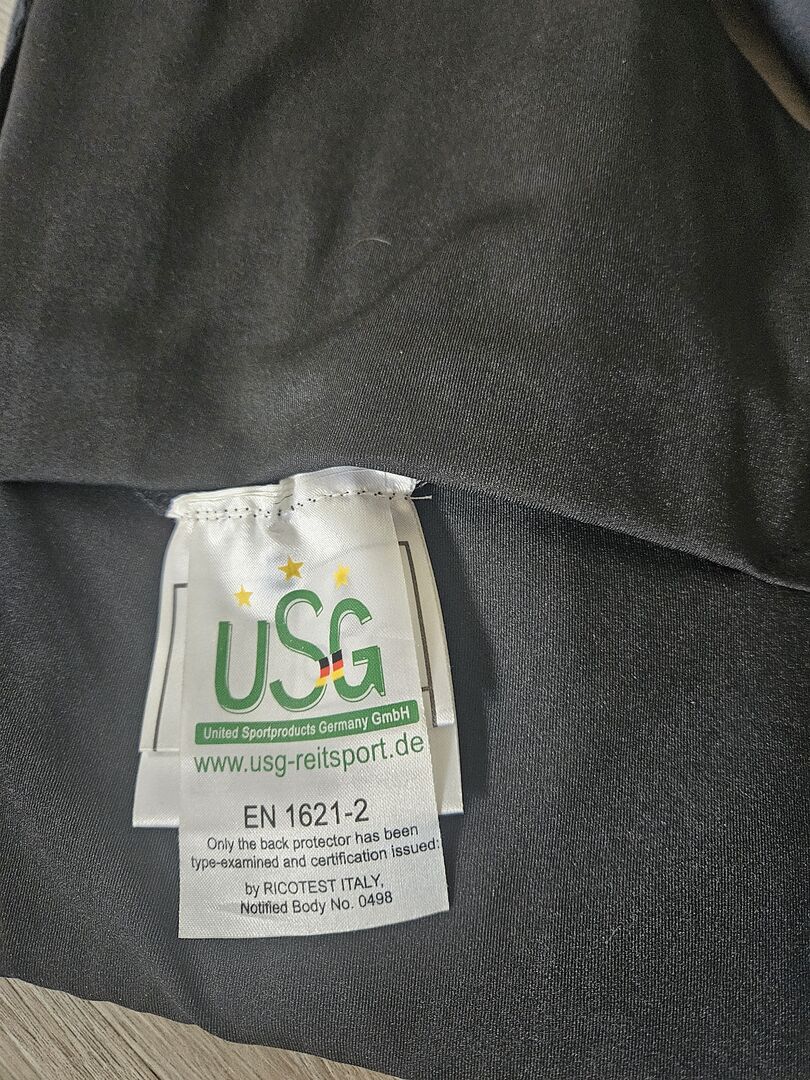 USG
United Sportproducts Germany GmbH
www.usg-reitsport.de
EN 1621-2
Only the back protector has been
type-examined and certification issued:
by RICOTEST ITALY,
Notified Body No. 0498